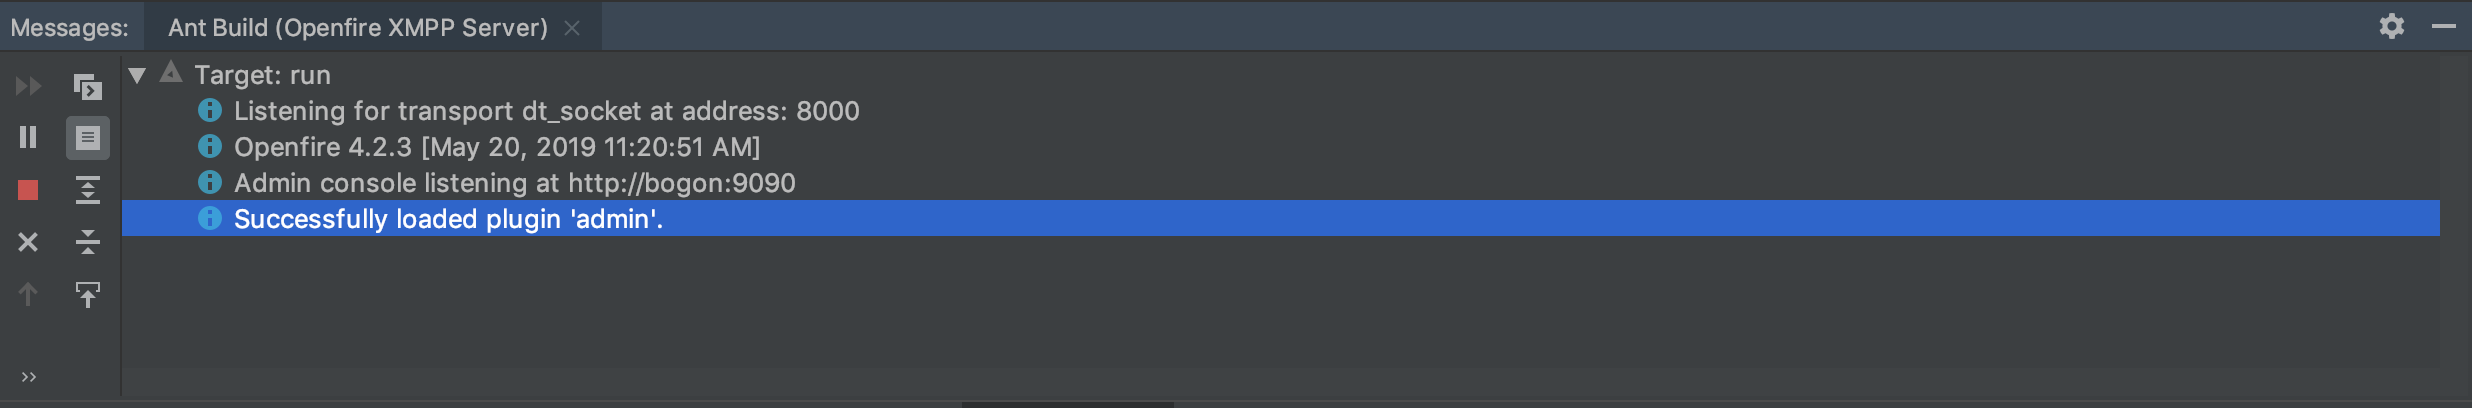 Messages: Ant Build (Openfire XMPP Server)
Target: run
Listening for transport dt_socket at address: 8000
Openfire 4.2.3 [May 20, 2019 11:20:51 AM]
Admin console listening at http://bogon:9090
Successfully loaded plugin 'admin'.